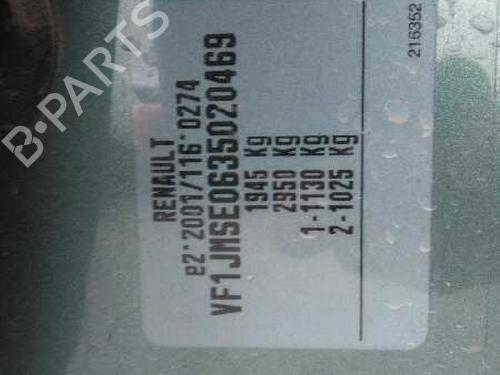 RENAULT
e2*2001/116*0274
VF1JMSE0635020469
1945 Kg
2950 Kg
1-1130 Kg
2-1025 Kg
216352
B-PARTS